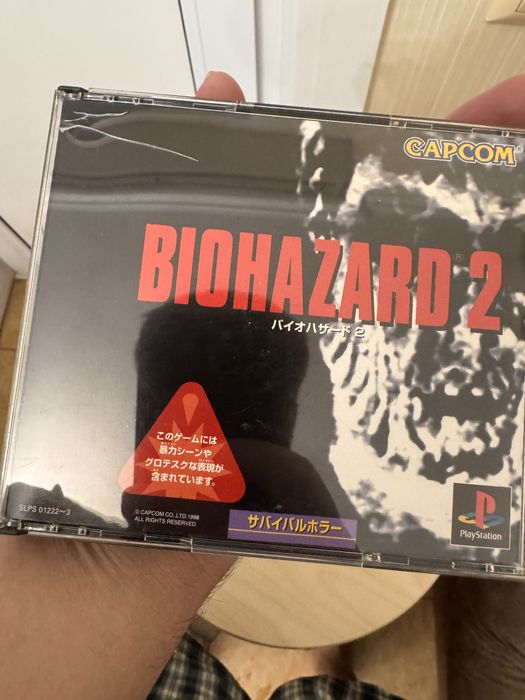 CAPCOM
BIOHAZARD® 2
バイオハザード 2
このゲームには
暴力シーンや
グロテスクな表現が
含まれています。
SLPS 01222〜3
© CAPCOM CO.,LTD.1998
ALL RIGHTS RESERVED
サバイバルホラー
PlayStation